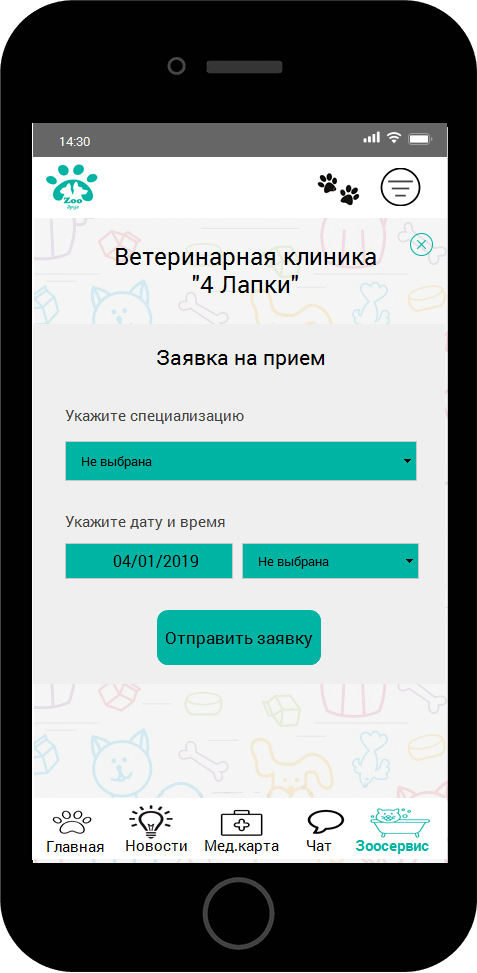 14:30
Zoo
Друг
Ветеринарная клиника
"4 Лапки"
Заявка на прием
Укажите специализацию
Не выбрана
Укажите дату и время
04/01/2019
Не выбрана
Отправить заявку
Главная
Новости
Мед.карта
Чат
Зоосервис